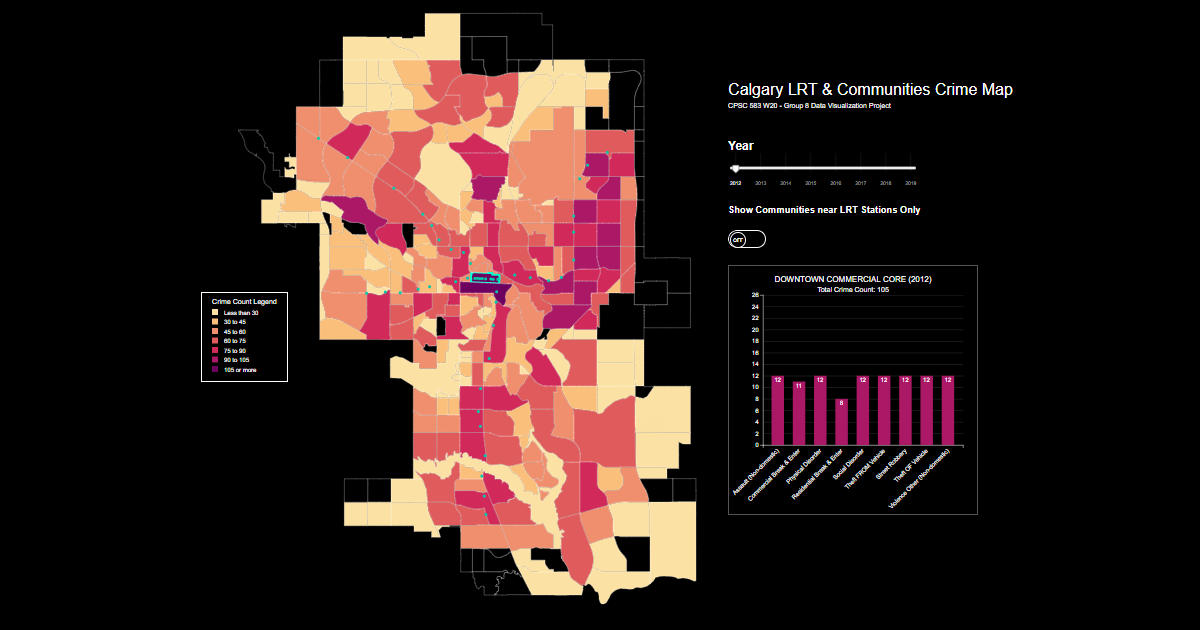 Calgary LRT & Communities Crime Map
CPSC 583 W20 - Group 8 Data Visualization Project
Year
2012 2013 2014 2015 2016 2017 2018 2019
Show Communities near LRT Stations Only
OFF
DOWNTOWN COMMERCIAL CORE (2012)
Total Crime Count: 105
26
24
22
20
18
16
14
12
10
8
6
4
2
0
12 11 12 8 12 12 12 12 12
Assault (Non-domestic)
Commercial Break & Enter
Physical Disorder
Residential Break & Enter
Social Disorder
Theft FROM Vehicle
Street Robbery
Theft OF Vehicle
Violence Other (Non-domestic)
Crime Count Legend
Less than 30
30 to 45
45 to 60
60 to 75
75 to 90
90 to 105
105 or more